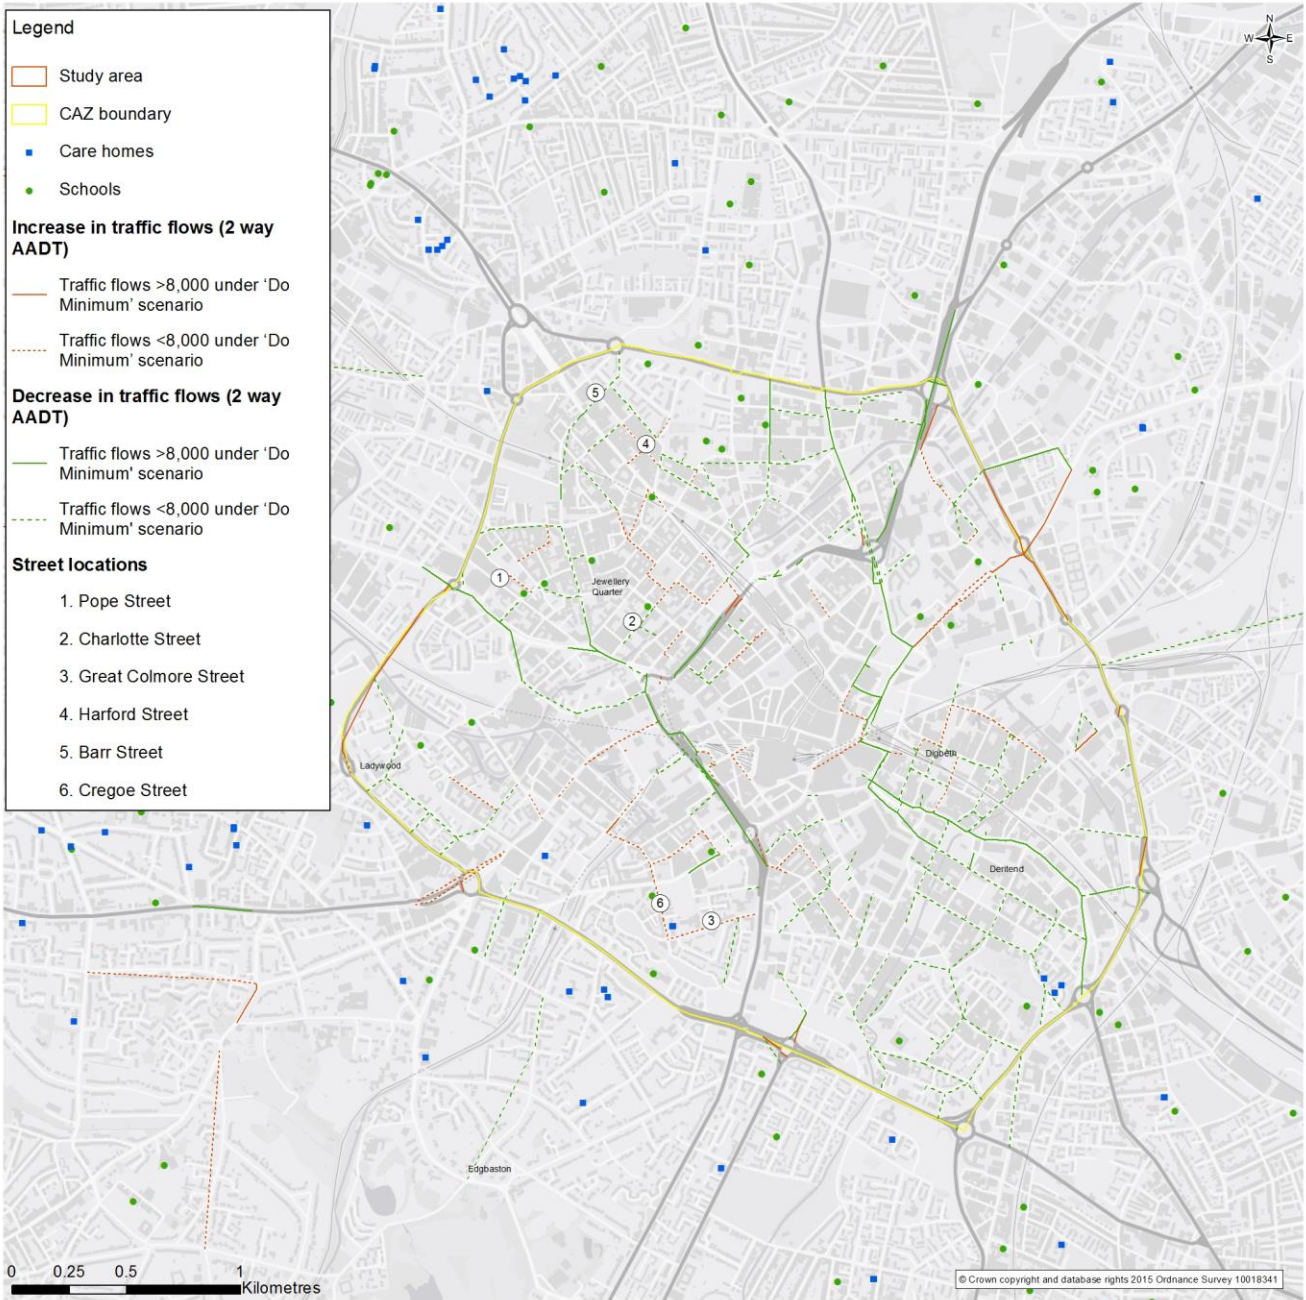 Legend
Study area
CAZ boundary
Care homes
Schools
Increase in traffic flows (2 way
AADT)
Traffic flows >8,000 under ‘Do
Minimum’ scenario
Traffic flows <8,000 under ‘Do
Minimum’ scenario
Decrease in traffic flows (2 way
AADT)
Traffic flows >8,000 under ‘Do
Minimum' scenario
Traffic flows <8,000 under ‘Do
Minimum' scenario
Street locations
1. Pope Street
2. Charlotte Street
3. Great Colmore Street
4. Harford Street
5. Barr Street
6. Cregoe Street
N
W E
S
5
4
1
Jewellery
Quarter
2
Ladywood
Digbeth
Deritend
6
3
Edgbaston
0 0.25 0.5 1
Kilometres
© Crown copyright and database rights 2015 Ordnance Survey 10018341